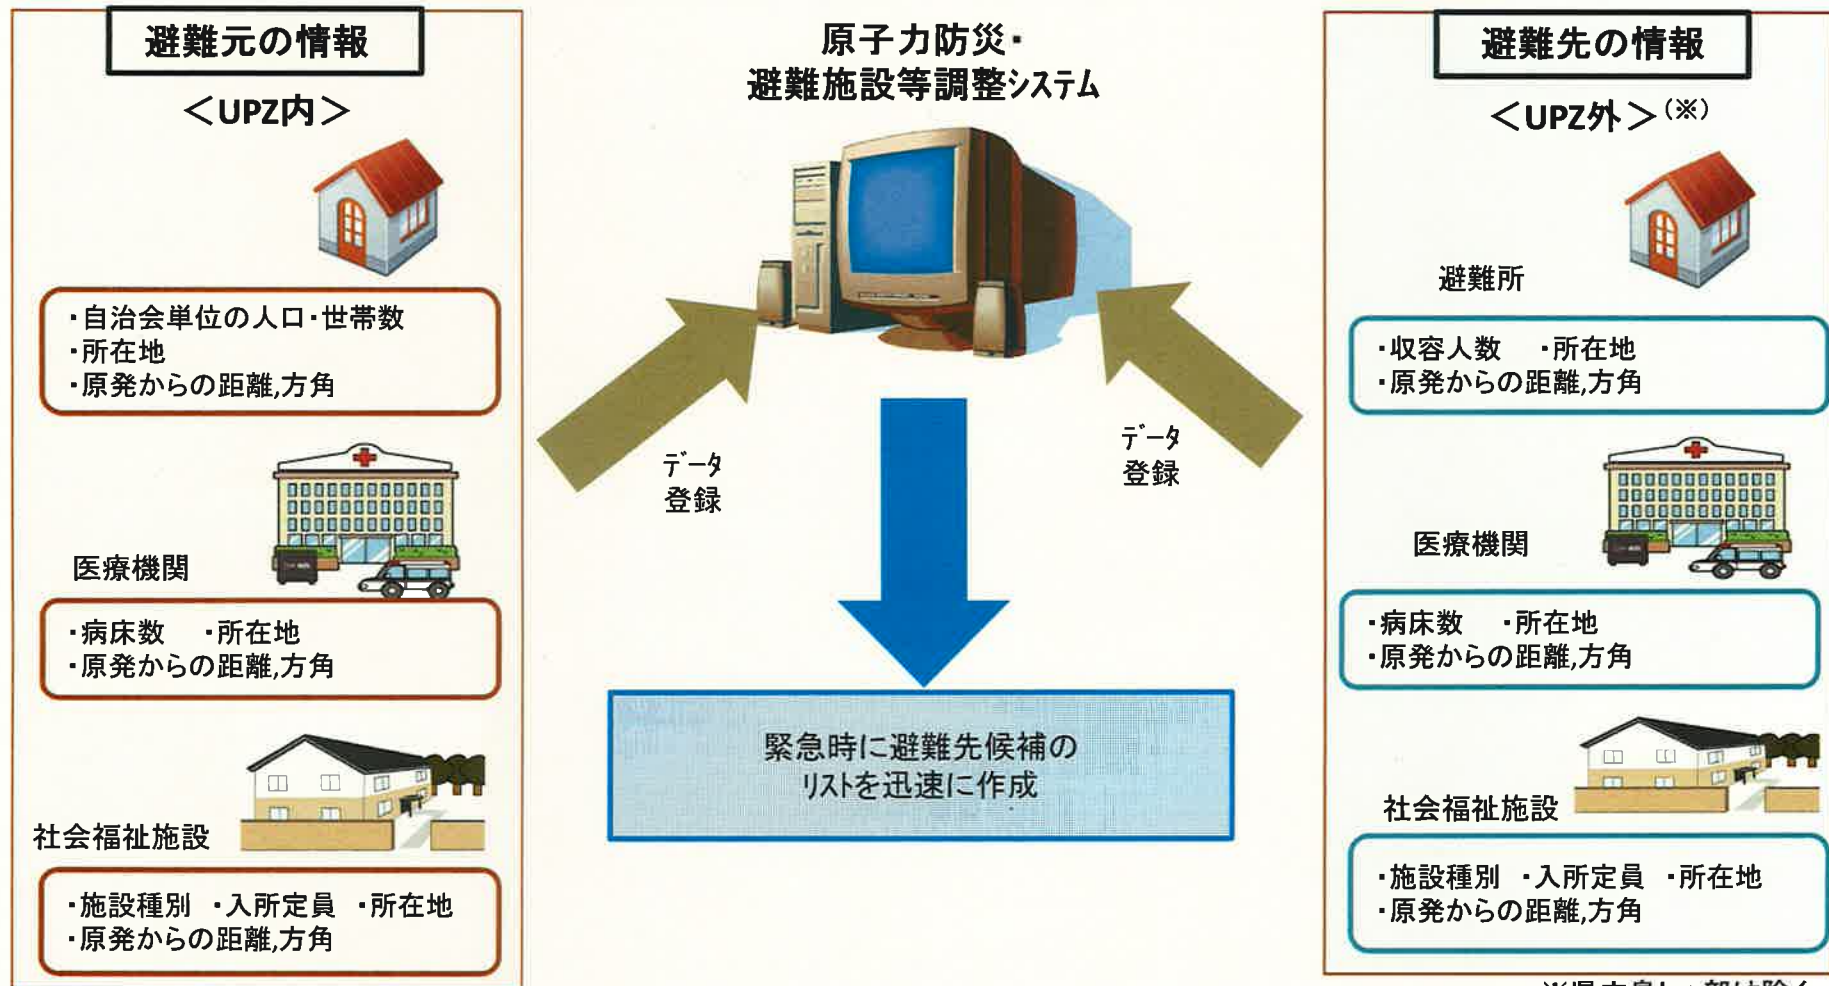 避難元の情報
＜UPZ内＞
・自治会単位の人口・世帯数
・所在地
・原発からの距離,方角
医療機関
・病床数　・所在地
・原発からの距離,方角
社会福祉施設
・施設種別　・入所定員　・所在地
・原発からの距離,方角
原子力防災・
避難施設等調整システム
データ
登録
データ
登録
緊急時に避難先候補の
リストを迅速に作成
避難先の情報
＜UPZ外＞(※)
避難所
・収容人数　・所在地
・原発からの距離,方角
医療機関
・病床数　・所在地
・原発からの距離,方角
社会福祉施設
・施設種別　・入所定員　・所在地
・原発からの距離,方角